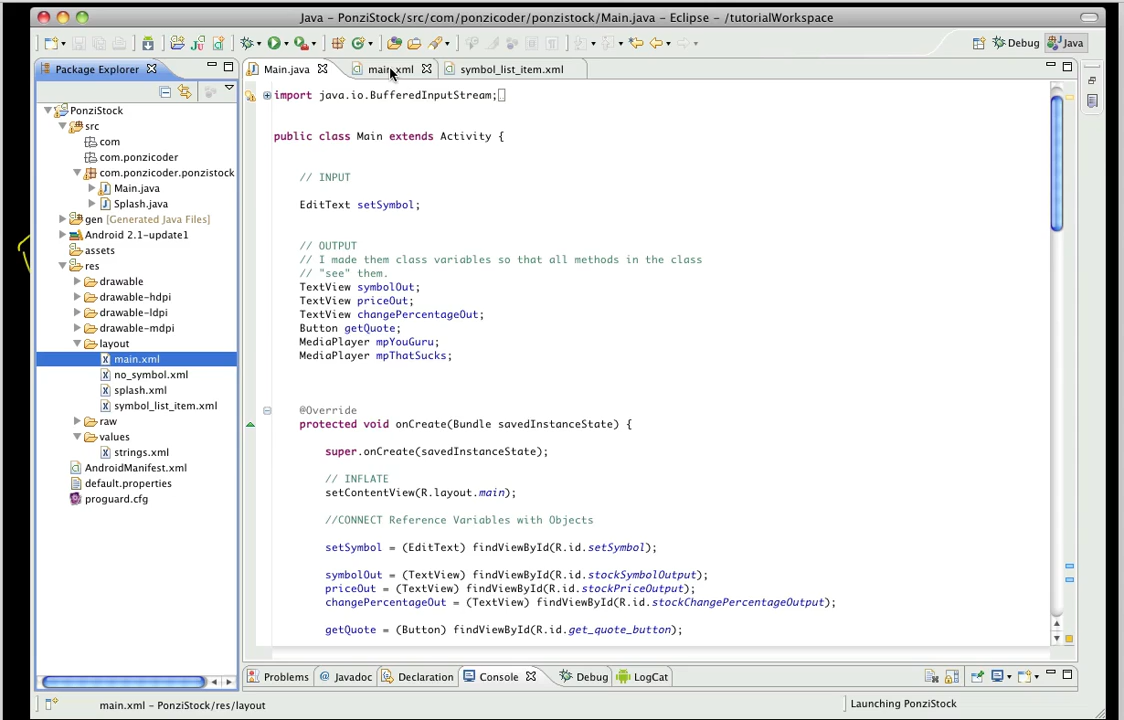 Java - PonziStock/src/com/ponzicoder/ponzistock/Main.java - Eclipse - /tutorialWorkspace
Debug Java
Package Explorer Main.java main.xml symbol_list_item.xml
PonziStock
src
com
com.ponzicoder
com.ponzicoder.ponzistock
Main.java
Splash.java
gen [Generated Java Files]
Android 2.1-update1
assets
res
drawable
drawable-hdpi
drawable-ldpi
drawable-mdpi
layout
main.xml
no_symbol.xml
splash.xml
symbol_list_item.xml
raw
values
strings.xml
AndroidManifest.xml
default.properties
proguard.cfg
import java.io.BufferedInputStream;
public class Main extends Activity {
// INPUT
EditText setSymbol;
// OUTPUT
// I made them class variables so that all methods in the class
// "see" them.
TextView symbolOut;
TextView priceOut;
TextView changePercentageOut;
Button getQuote;
MediaPlayer mpYouGuru;
MediaPlayer mpThatSucks;
@Override
protected void onCreate(Bundle savedInstanceState) {
super.onCreate(savedInstanceState);
// INFLATE
setContentView(R.layout.main);
//CONNECT Reference Variables with Objects
setSymbol = (EditText) findViewById(R.id.setSymbol);
symbolOut = (TextView) findViewById(R.id.stockSymbolOutput);
priceOut = (TextView) findViewById(R.id.stockPriceOutput);
changePercentageOut = (TextView) findViewById(R.id.stockChangePercentageOutput);
getQuote = (Button) findViewById(R.id.get_quote_button);
Problems Javadoc Declaration Console Debug LogCat
main.xml - PonziStock/res/layout
Launching PonziStock